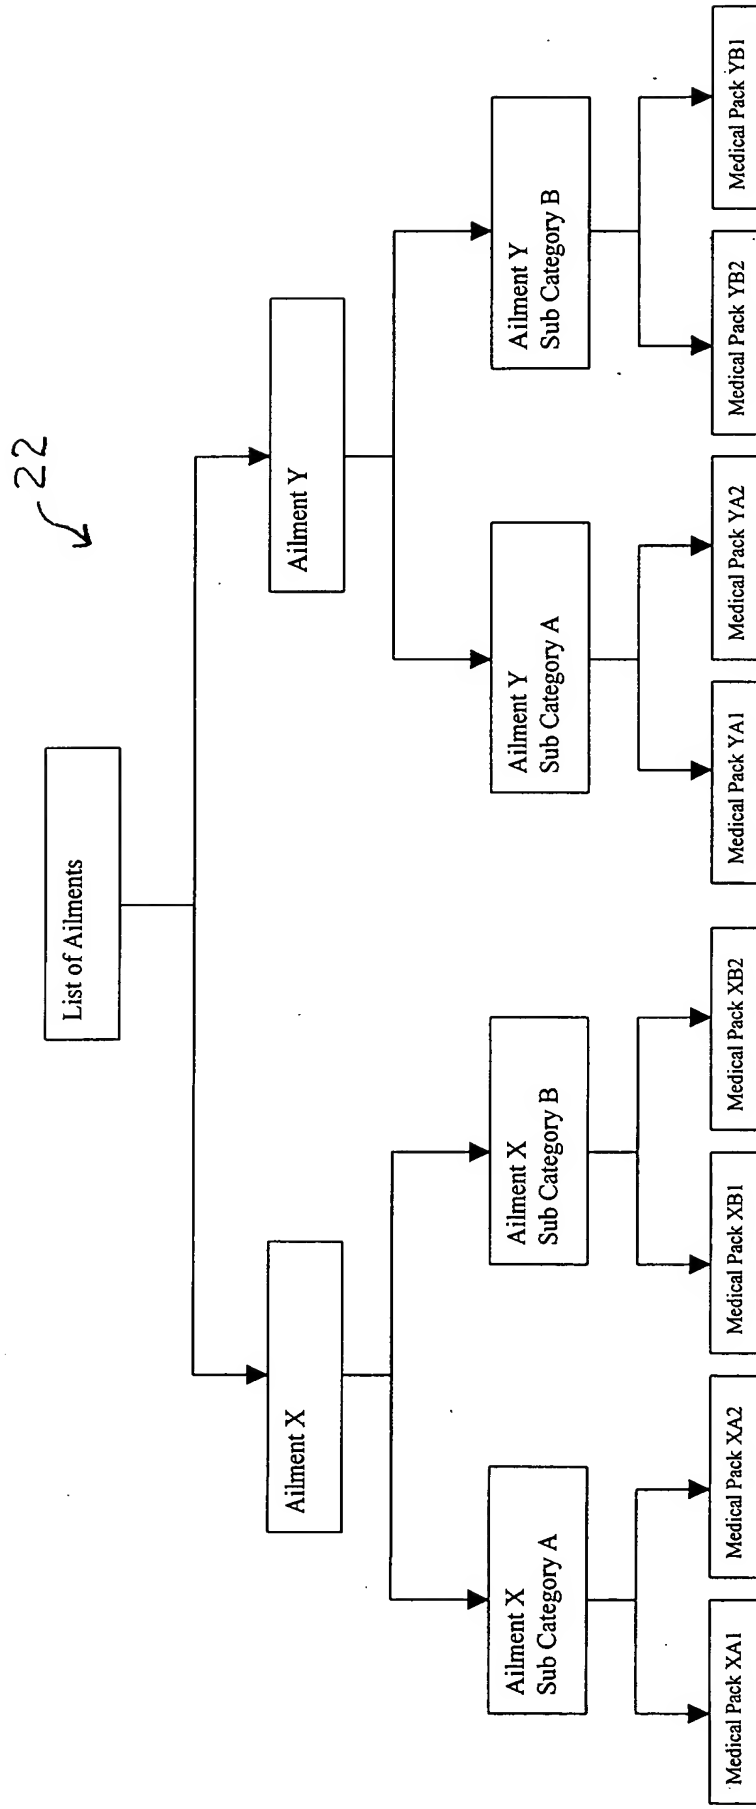 22
List of Ailments
Ailment X
Ailment Y
Ailment X
Sub Category A
Ailment X
Sub Category B
Ailment Y
Sub Category A
Ailment Y
Sub Category B
Medical Pack XA1
Medical Pack XA2
Medical Pack XB1
Medical Pack XB2
Medical Pack YA1
Medical Pack YA2
Medical Pack YB2
Medical Pack YB1